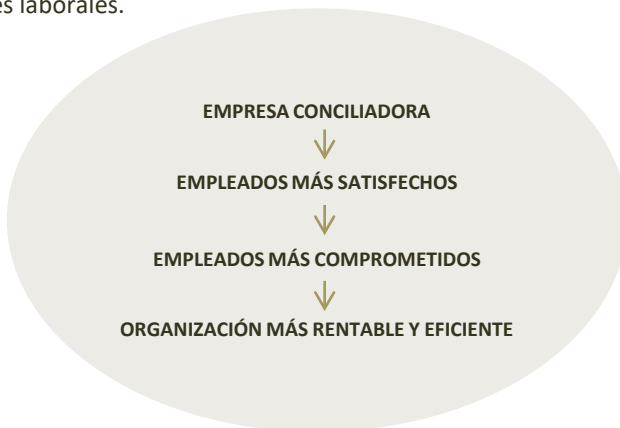 es laborales.
EMPRESA CONCILIADORA
EMPLEADOS MÁS SATISFECHOS
EMPLEADOS MÁS COMPROMETIDOS
ORGANIZACIÓN MÁS RENTABLE Y EFICIENTE